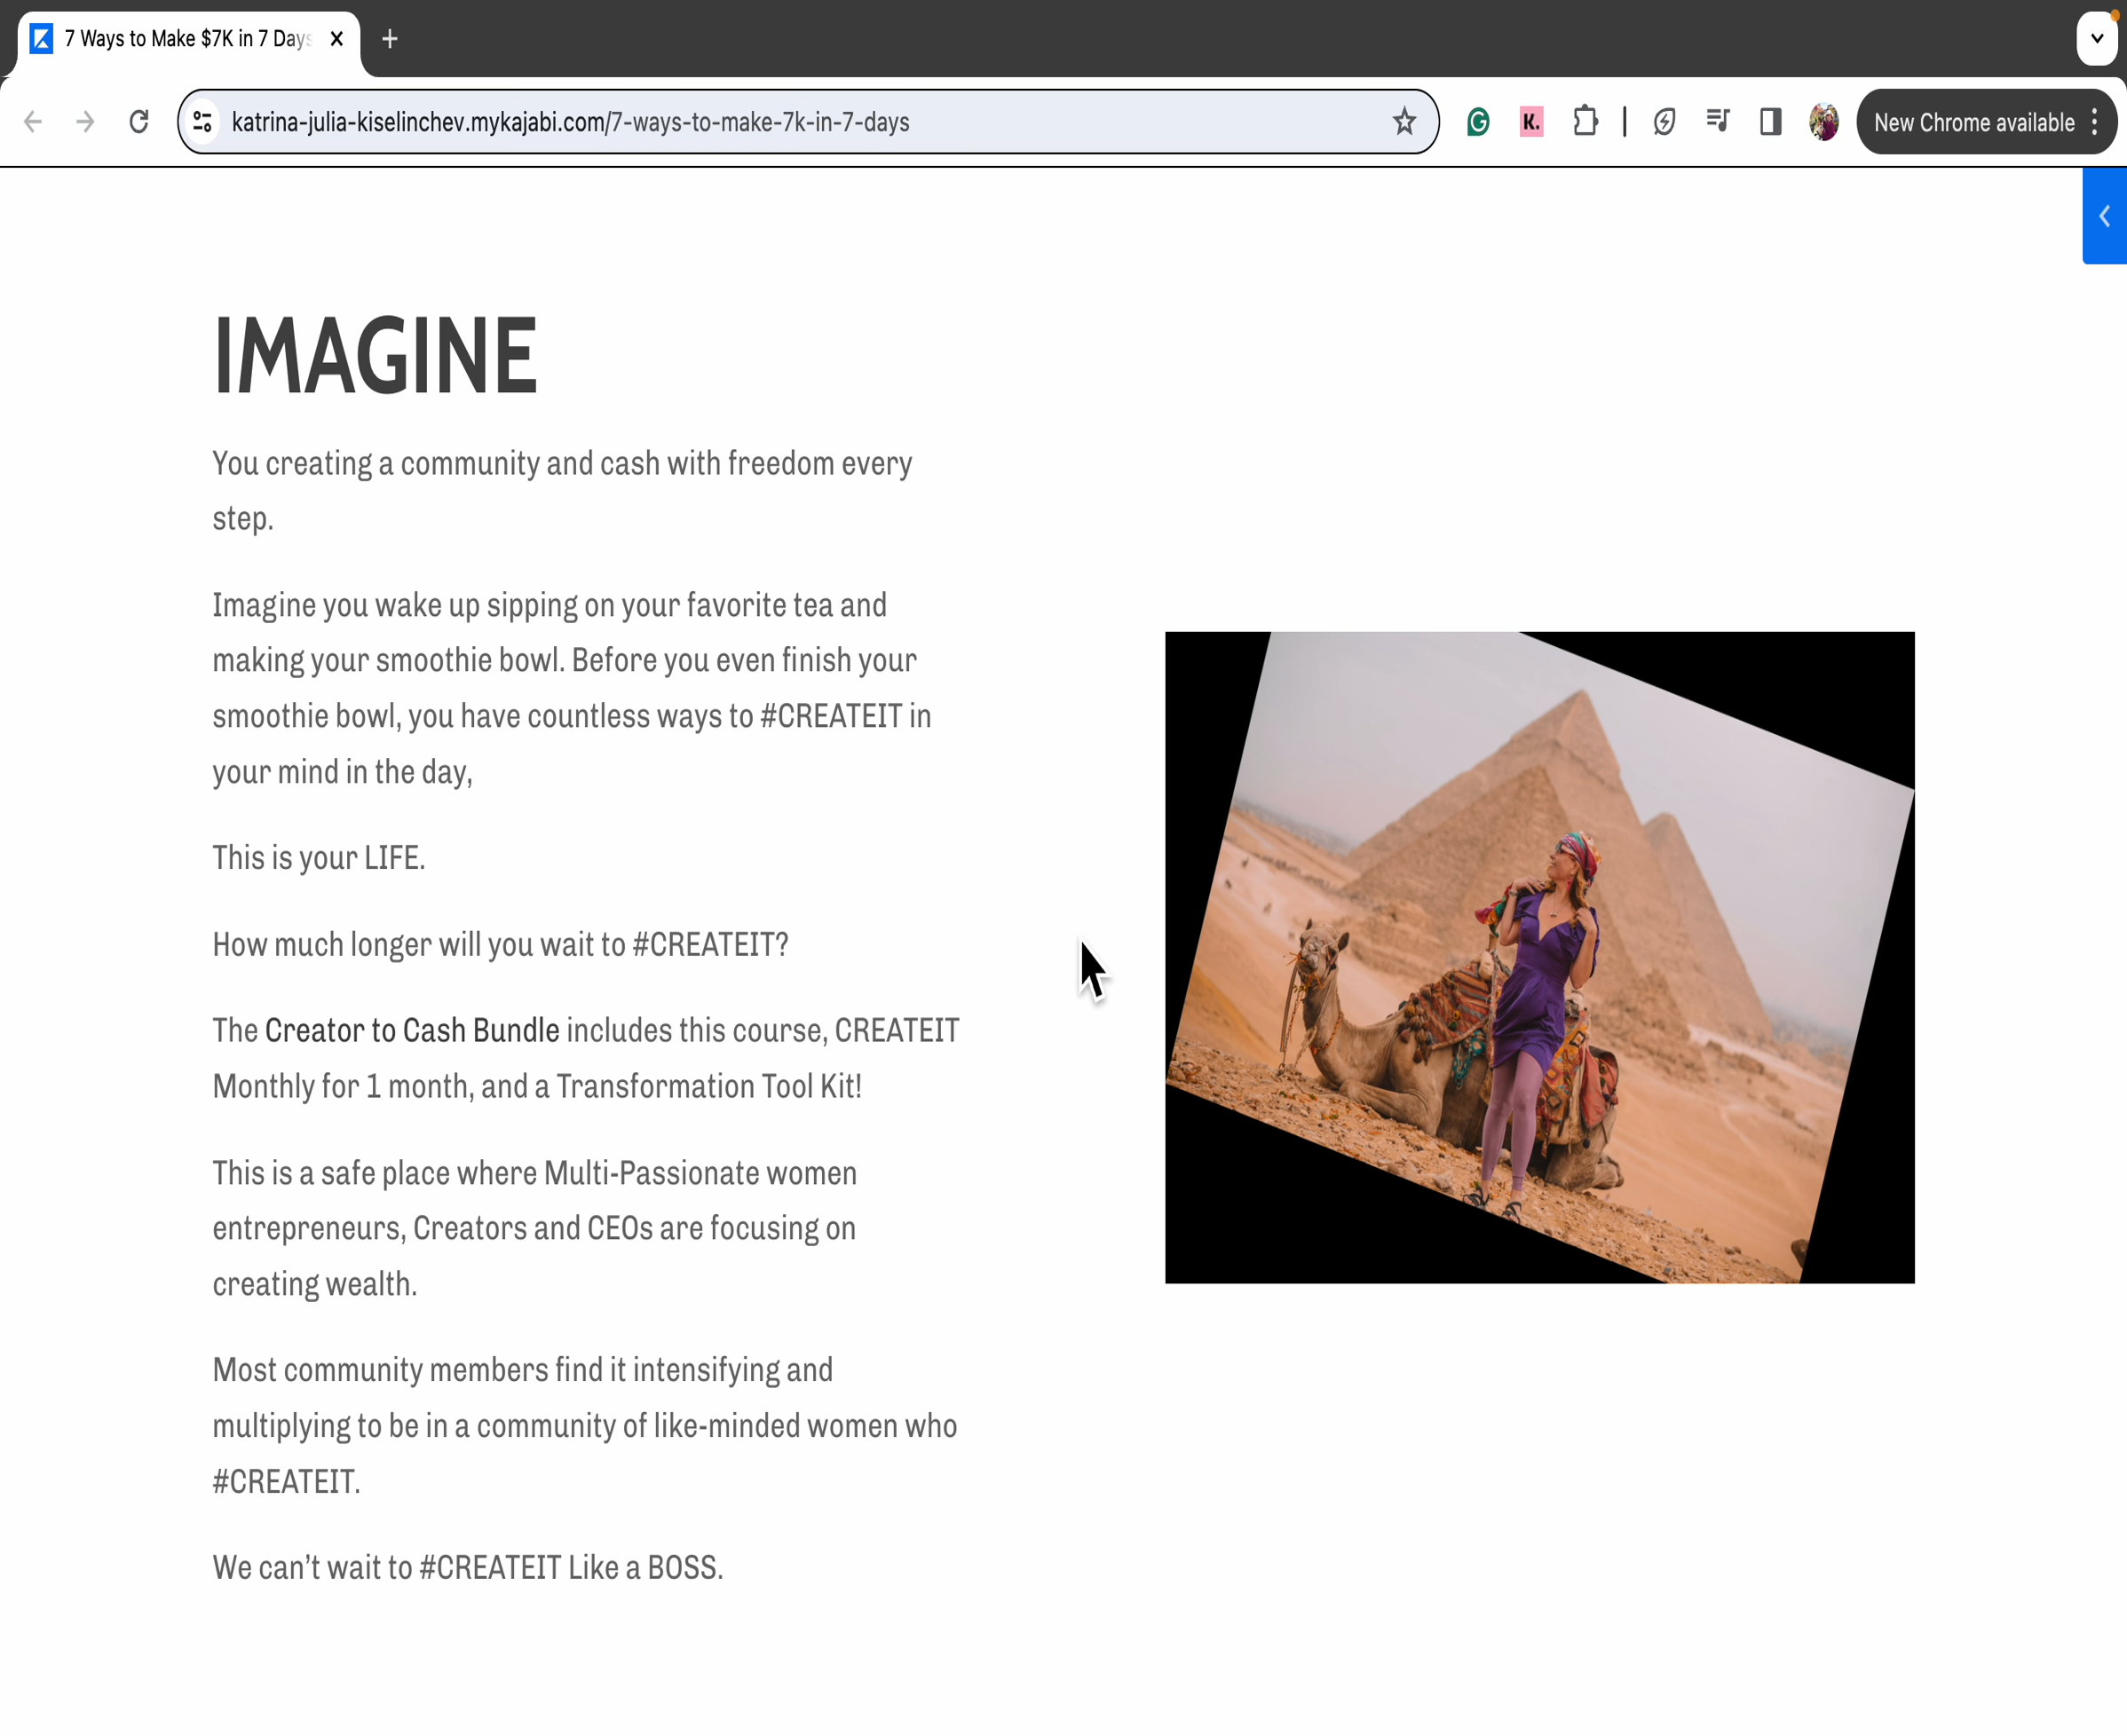 7 Ways to Make $7K in 7 Days
katrina-julia-kiselinchev.mykajabi.com/7-ways-to-make-7k-in-7-days
K.
New Chrome available
IMAGINE
You creating a community and cash with freedom every
step.
Imagine you wake up sipping on your favorite tea and
making your smoothie bowl. Before you even finish your
smoothie bowl, you have countless ways to #CREATEIT in
your mind in the day,
This is your LIFE.
How much longer will you wait to #CREATEIT?
The Creator to Cash Bundle includes this course, CREATEIT
Monthly for 1 month, and a Transformation Tool Kit!
This is a safe place where Multi-Passionate women
entrepreneurs, Creators and CEOs are focusing on
creating wealth.
Most community members find it intensifying and
multiplying to be in a community of like-minded women who
#CREATEIT.
We can’t wait to #CREATEIT Like a BOSS.